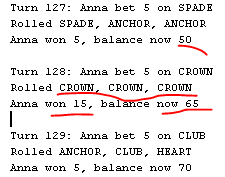 Turn 127: Anna bet 5 on SPADE
Rolled SPADE, ANCHOR, ANCHOR
Anna won 5, balance now 50
Turn 128: Anna bet 5 on CROWN
Rolled CROWN, CROWN, CROWN
Anna won 15, balance now 65
Turn 129: Anna bet 5 on CLUB
Rolled ANCHOR, CLUB, HEART
Anna won 5, balance now 70